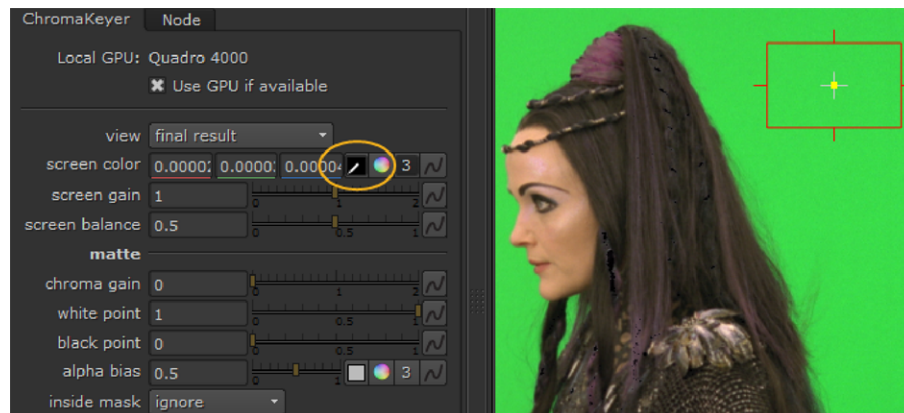 ChromaKeyer Node
Local GPU: Quadro 4000
Use GPU if available
view final result
screen color 0.00002 0.0000 0.00004 3
screen gain 1 0 1 2
screen balance 0.5 0 0.5 1
matte
chroma gain 0 0 1 2
white point 1 0 0.5 1
black point 0 0 0.5 1
alpha bias 0.5 0 1 3
inside mask ignore